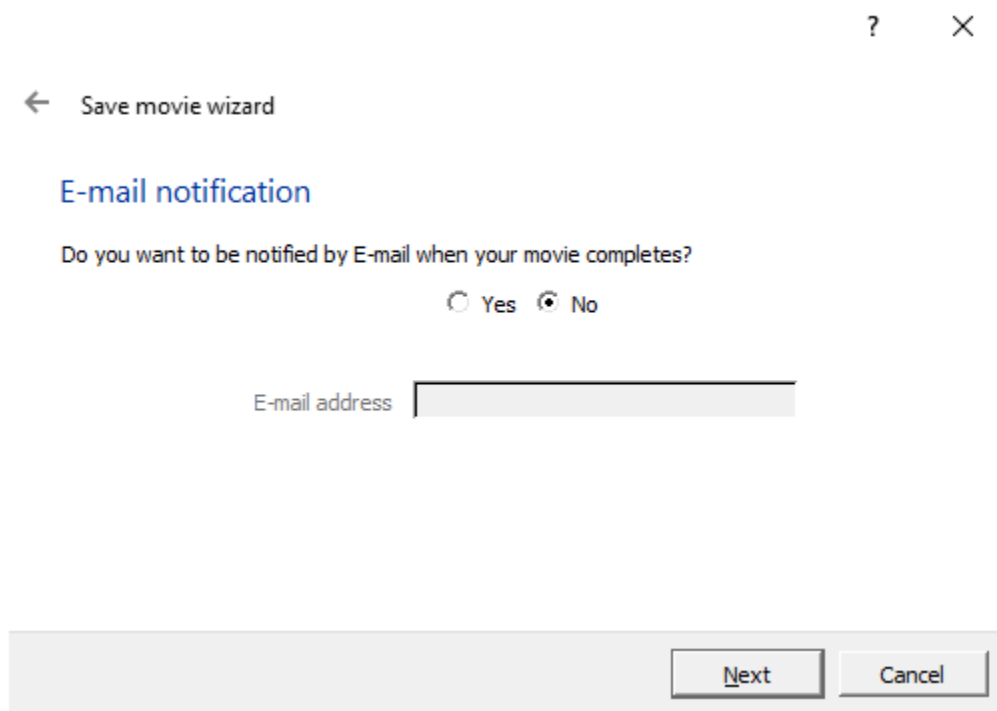 ?
Save movie wizard
E-mail notification
Do you want to be notified by E-mail when your movie completes?
Yes No
E-mail address
Next Cancel